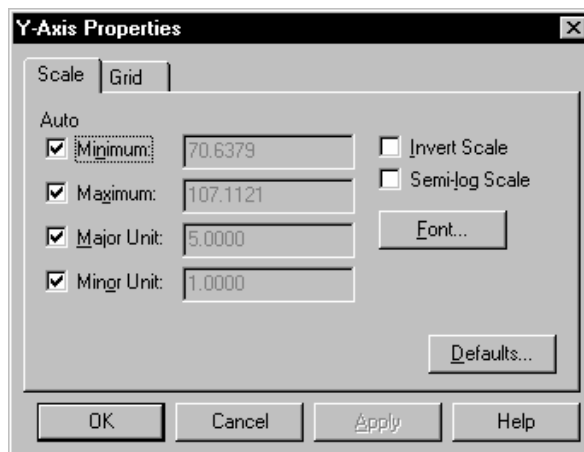 Y-Axis Properties
Scale Grid
Auto
Minimum: 70.6379
Maximum: 107.1121
Major Unit: 5.0000
Minor Unit: 1.0000
Invert Scale
Semi-log Scale
Font...
Defaults...
OK Cancel Apply Help